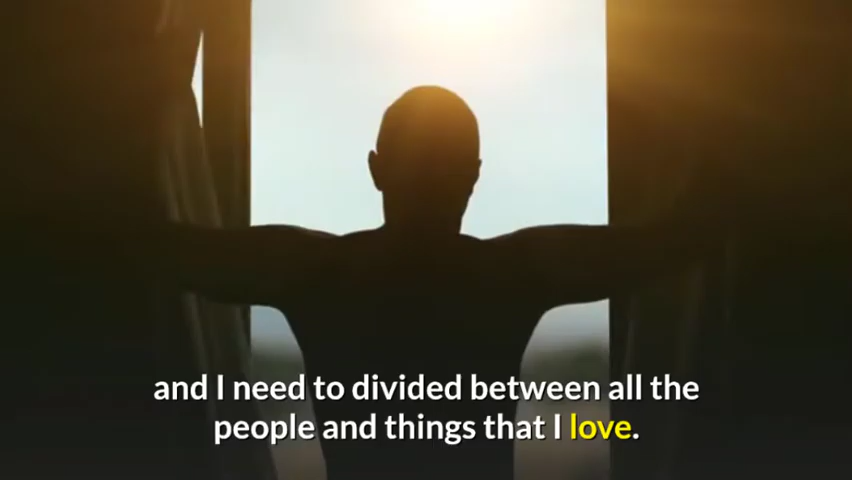 and I need to divided between all the
people and things that I love.